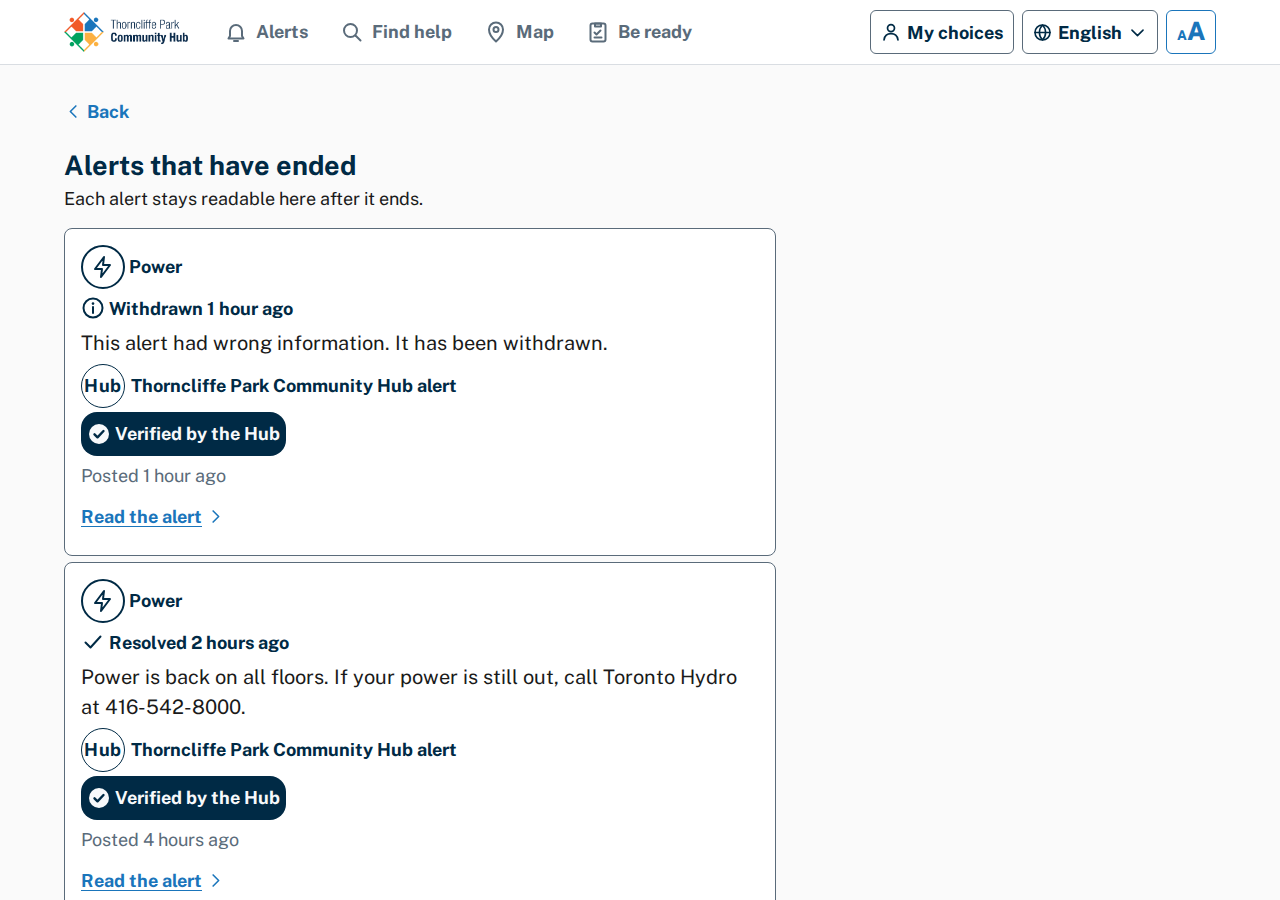 Thorncliffe Park
Community Hub
Alerts
Find help
Map
Be ready
My choices
English
AA
Back
Alerts that have ended
Each alert stays readable here after it ends.
Power
Withdrawn 1 hour ago
This alert had wrong information. It has been withdrawn.
Hub Thorncliffe Park Community Hub alert
Verified by the Hub
Posted 1 hour ago
Read the alert
Power
Resolved 2 hours ago
Power is back on all floors. If your power is still out, call Toronto Hydro
at 416-542-8000.
Hub Thorncliffe Park Community Hub alert
Verified by the Hub
Posted 4 hours ago
Read the alert